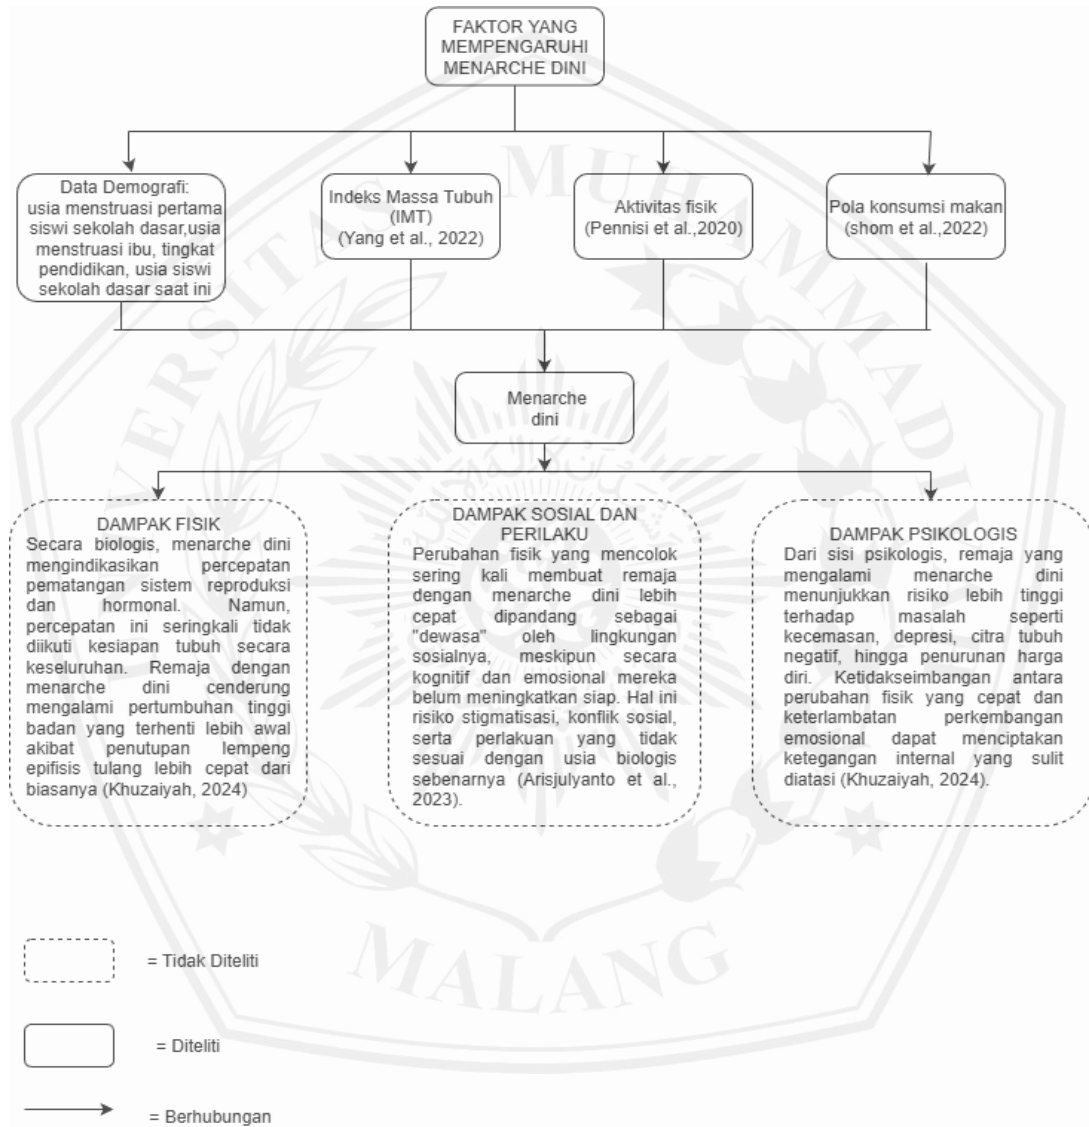 FAKTOR YANG
MEMPENGARUHI
MENARCHE DINI
Data Demografi:
usia menstruasi pertama
siswi sekolah dasar,usia
menstruasi ibu, tingkat
pendidikan, usia siswi
sekolah dasar saat ini
Indeks Massa Tubuh
(IMT)
(Yang et al., 2022)
Aktivitas fisik
(Pennisi et al.,2020)
Pola konsumsi makan
(shom et al.,2022)
Menarche
dini
DAMPAK FISIK
Secara biologis, menarche dini
mengindikasikan percepatan
pematangan sistem reproduksi
dan hormonal. Namun,
percepatan ini seringkali tidak
diikuti kesiapan tubuh secara
keseluruhan. Remaja dengan
menarche dini cenderung
mengalami pertumbuhan tinggi
badan yang terhenti lebih awal
akibat penutupan lempeng
epifisis tulang lebih cepat dari
biasanya (Khuzaiyah, 2024)
DAMPAK SOSIAL DAN
PERILAKU
Perubahan fisik yang mencolok
sering kali membuat remaja
dengan menarche dini lebih
cepat dipandang sebagai
"dewasa" oleh lingkungan
sosialnya, meskipun secara
kognitif dan emosional mereka
belum meningkatkan siap. Hal ini
risiko stigmatisasi, konflik sosial,
serta perlakuan yang tidak
sesuai dengan usia biologis
sebenarnya (Arisjulyanto et al.,
2023).
DAMPAK PSIKOLOGIS
Dari sisi psikologis, remaja yang
mengalami menarche dini
menunjukkan risiko lebih tinggi
terhadap masalah seperti
kecemasan, depresi, citra tubuh
negatif, hingga penurunan harga
diri. Ketidakseimbangan antara
perubahan fisik yang cepat dan
keterlambatan perkembangan
emosional dapat menciptakan
ketegangan internal yang sulit
diatasi (Khuzaiyah, 2024).
= Tidak Diteliti
= Diteliti
= Berhubungan
UNIVERSITAS MUHAMMADIYAH
MALANG